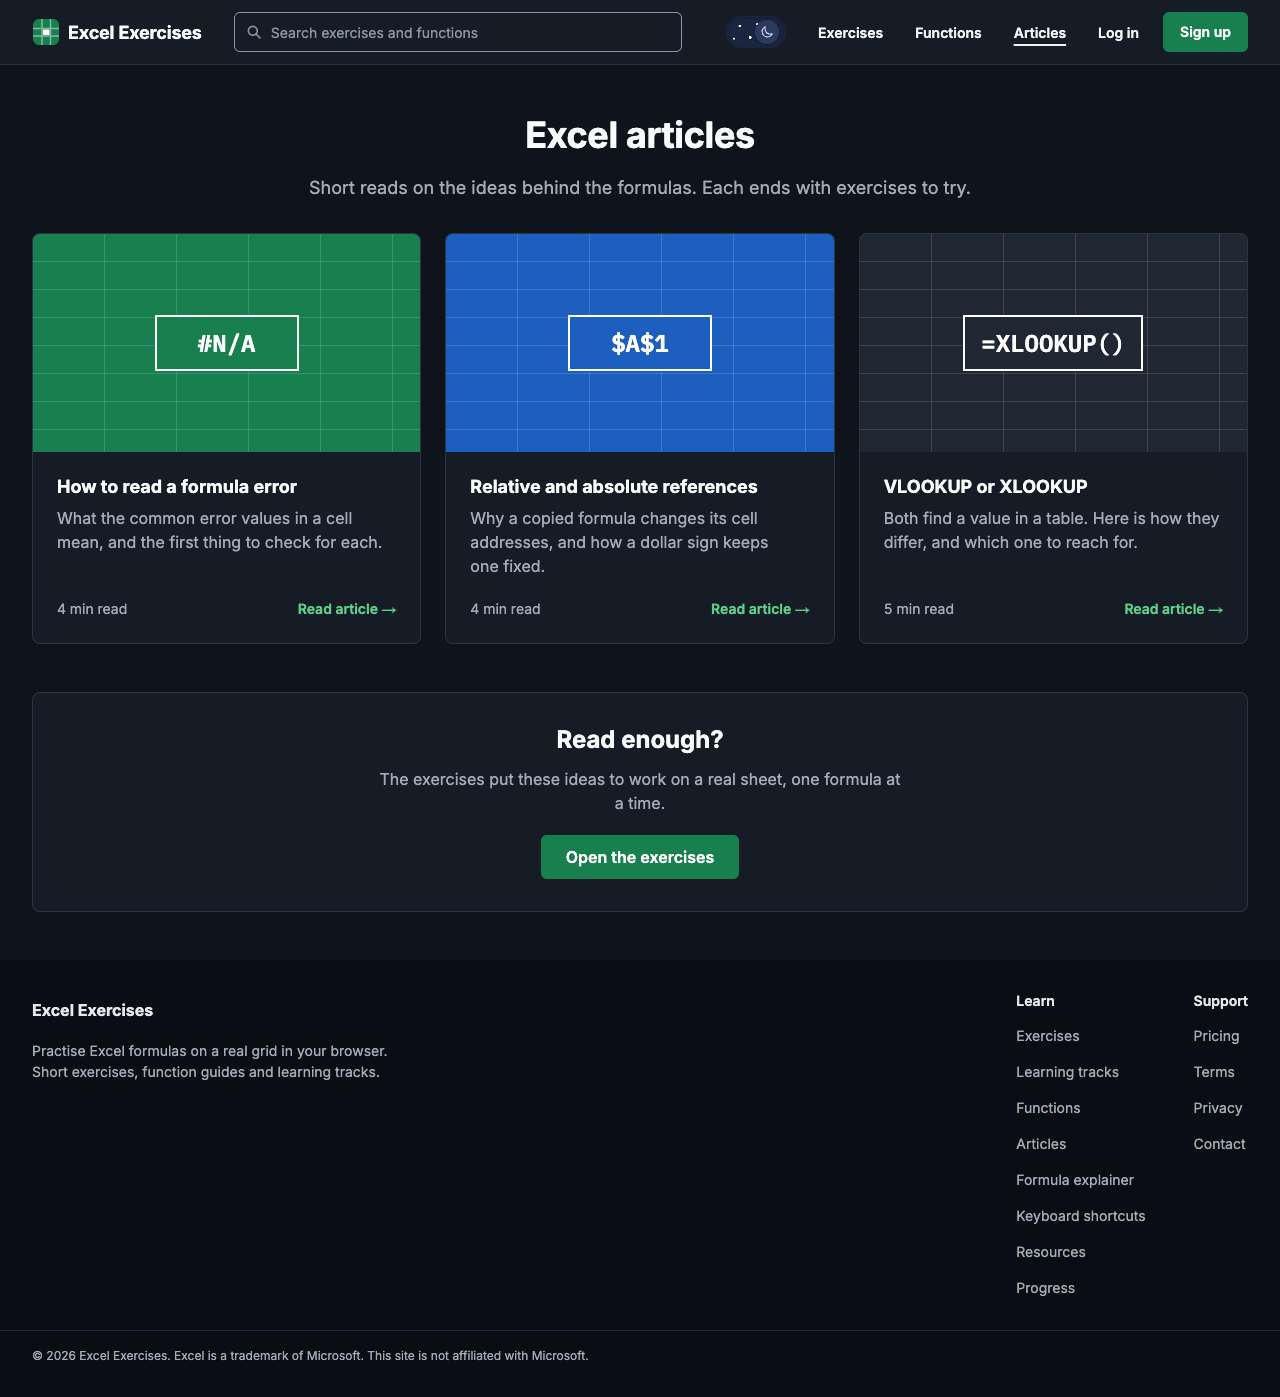 Excel Exercises
Search exercises and functions
Exercises
Functions
Articles
Log in
Sign up
Excel articles
Short reads on the ideas behind the formulas. Each ends with exercises to try.
#N/A
How to read a formula error
What the common error values in a cell
mean, and the first thing to check for each.
4 min read
Read article →
$A$1
Relative and absolute references
Why a copied formula changes its cell
addresses, and how a dollar sign keeps
one fixed.
4 min read
Read article →
=XLOOKUP()
VLOOKUP or XLOOKUP
Both find a value in a table. Here is how they
differ, and which one to reach for.
5 min read
Read article →
Read enough?
The exercises put these ideas to work on a real sheet, one formula at
a time.
Open the exercises
Excel Exercises
Practise Excel formulas on a real grid in your browser.
Short exercises, function guides and learning tracks.
Learn
Exercises
Learning tracks
Functions
Articles
Formula explainer
Keyboard shortcuts
Resources
Progress
Support
Pricing
Terms
Privacy
Contact
© 2026 Excel Exercises. Excel is a trademark of Microsoft. This site is not affiliated with Microsoft.